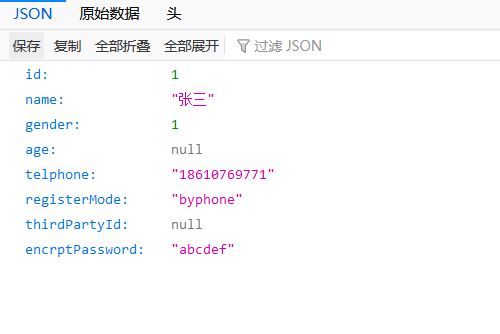 JSON 原始数据 头
保存 复制 全部折叠 全部展开 过滤 JSON
id: 1
name: "张三"
gender: 1
age: null
telphone: "18610769771"
registerMode: "byphone"
thirdPartyId: null
encrptPassword: "abcdef"